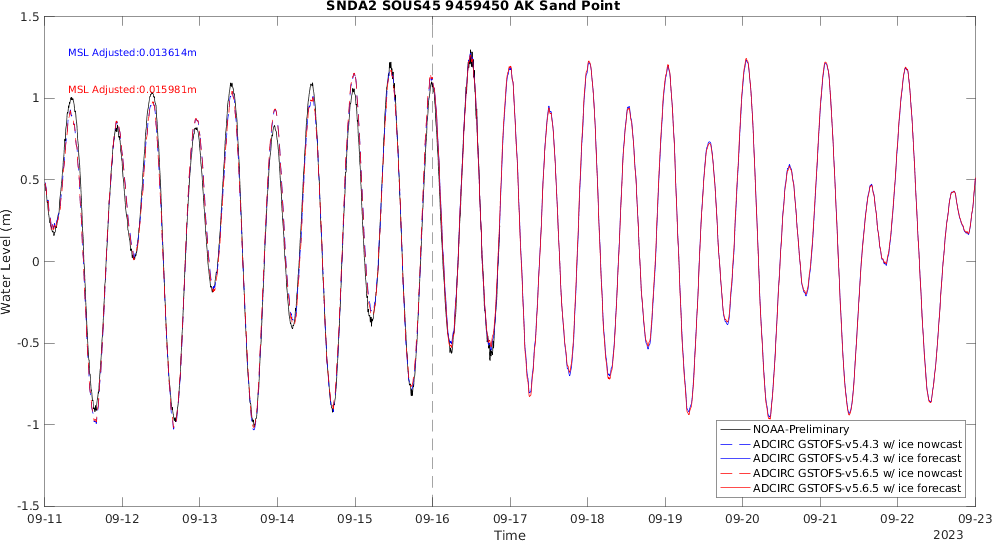 SNDA2 SOUS45 9459450 AK Sand Point
MSL Adjusted:0.013614m
MSL Adjusted:0.015981m
1.5
1
0.5
0
-0.5
-1
-1.5
Water Level (m)
NOAA-Preliminary
ADCIRC GSTOFS-v5.4.3 w/ ice nowcast
ADCIRC GSTOFS-v5.4.3 w/ ice forecast
ADCIRC GSTOFS-v5.6.5 w/ ice nowcast
ADCIRC GSTOFS-v5.6.5 w/ ice forecast
09-11 09-12 09-13 09-14 09-15 09-16 09-17 09-18 09-19 09-20 09-21 09-22 09-23
Time
2023